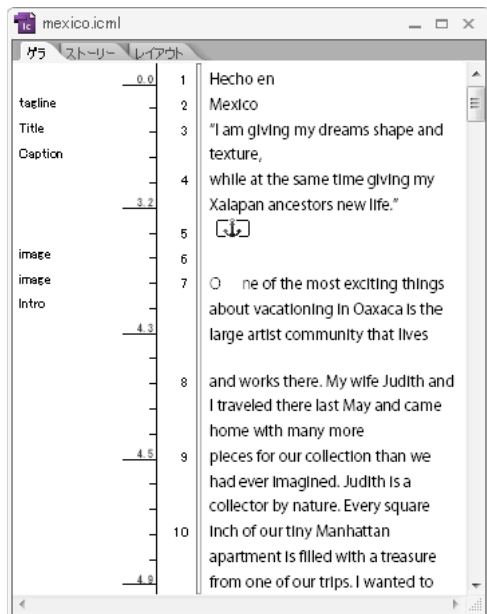 Ic mexico.icml
ゲラ ストーリー レイアウト
0.0 1 Hecho en
tagline 2 Mexico
Title 3 "I am giving my dreams shape and
Caption texture,
4 while at the same time giving my
3.2 Xalapan ancestors new life."
5
image 6
image 7 O ne of the most exciting things
Intro about vacationing in Oaxaca is the
4.3 large artist community that lives
8 and works there. My wife Judith and
I traveled there last May and came
home with many more
4.5 9 pieces for our collection than we
had ever imagined. Judith is a
collector by nature. Every square
10 inch of our tiny Manhattan
apartment is filled with a treasure
4.9 from one of our trips. I wanted to